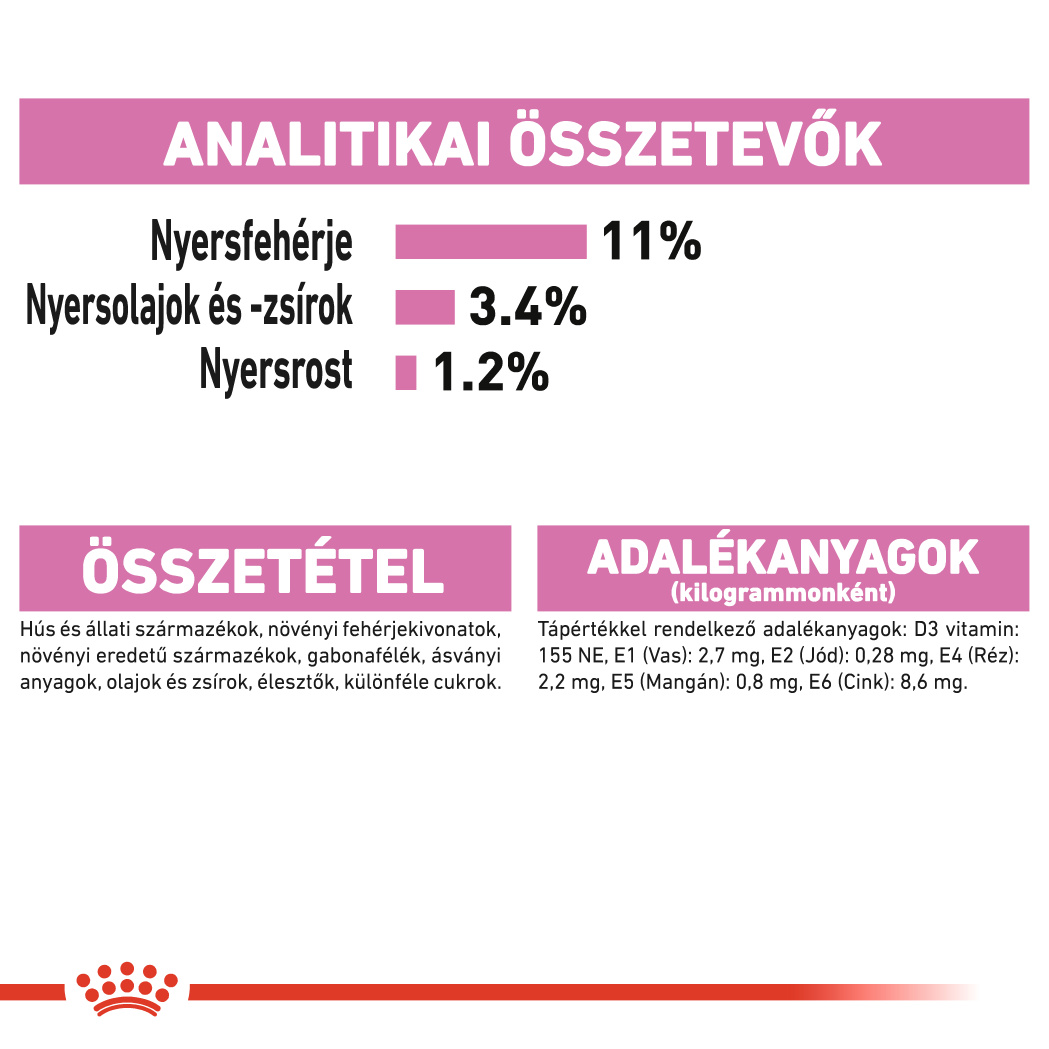 ANALITIKAI ÖSSZETEVŐK
Nyersfehérje 11%
Nyersolajok és -zsírok 3.4%
Nyersrost 1.2%
ÖSSZETÉTEL
Hús és állati származékok, növényi fehérjekivonatok,
növényi eredetű származékok, gabonafélék, ásványi
anyagok, olajok és zsírok, élesztők, különféle cukrok.
ADALÉKANYAGOK
(kilogrammonként)
Tápértékkel rendelkező adalékanyagok: D3 vitamin:
155 NE, E1 (Vas): 2,7 mg, E2 (Jód): 0,28 mg, E4 (Réz):
2,2 mg, E5 (Mangán): 0,8 mg, E6 (Cink): 8,6 mg.